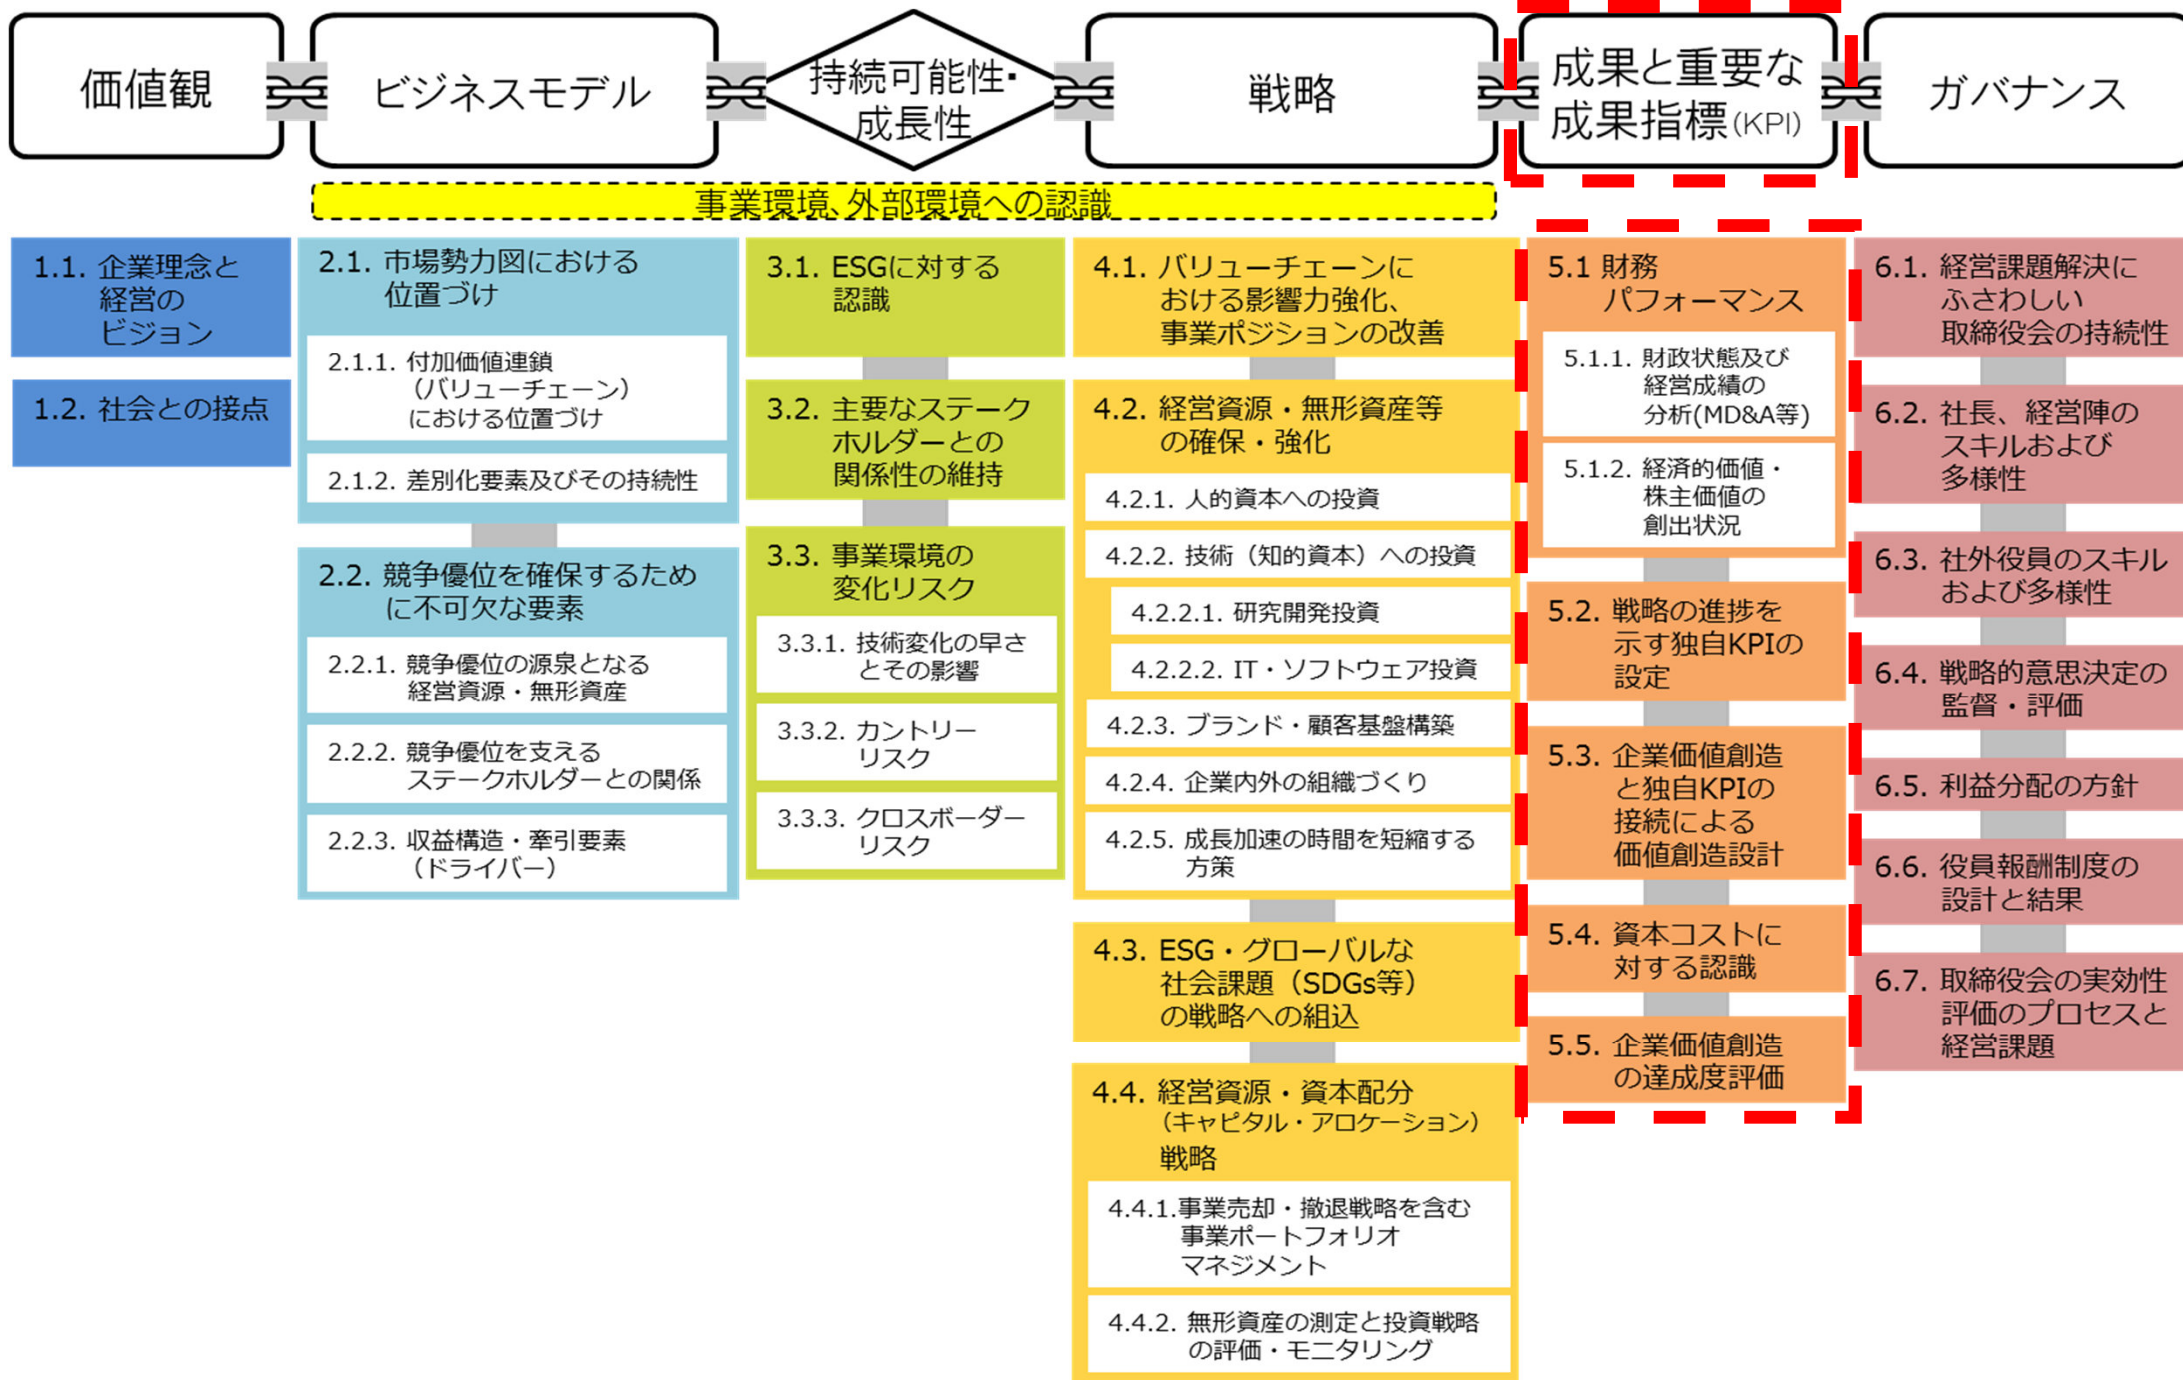 価値観
ビジネスモデル
持続可能性・
成長性
戦略
成果と重要な
成果指標(KPI)
ガバナンス
事業環境、外部環境への認識
1.1. 企業理念と
経営の
ビジョン
1.2. 社会との接点
2.1. 市場勢力図における
位置づけ
2.1.1. 付加価値連鎖
（バリューチェーン）
における位置づけ
2.1.2. 差別化要素及びその持続性
2.2. 競争優位を確保するため
に不可欠な要素
2.2.1. 競争優位の源泉となる
経営資源・無形資産
2.2.2. 競争優位を支える
ステークホルダーとの関係
2.2.3. 収益構造・牽引要素
（ドライバー）
3.1. ESGに対する
認識
3.2. 主要なステーク
ホルダーとの
関係性の維持
3.3. 事業環境の
変化リスク
3.3.1. 技術変化の早さ
とその影響
3.3.2. カントリー
リスク
3.3.3. クロスボーダー
リスク
4.1. バリューチェーンに
おける影響力強化、
事業ポジションの改善
4.2. 経営資源・無形資産等
の確保・強化
4.2.1. 人的資本への投資
4.2.2. 技術（知的資本）への投資
4.2.2.1. 研究開発投資
4.2.2.2. IT・ソフトウェア投資
4.2.3. ブランド・顧客基盤構築
4.2.4. 企業内外の組織づくり
4.2.5. 成長加速の時間を短縮する
方策
4.3. ESG・グローバルな
社会課題（SDGs等）
の戦略への組込
4.4. 経営資源・資本配分
（キャピタル・アロケーション）
戦略
4.4.1.事業売却・撤退戦略を含む
事業ポートフォリオ
マネジメント
4.4.2. 無形資産の測定と投資戦略
の評価・モニタリング
5.1 財務
パフォーマンス
5.1.1. 財政状態及び
経営成績の
分析(MD&A等)
5.1.2. 経済的価値・
株主価値の
創出状況
5.2. 戦略の進捗を
示す独自KPIの
設定
5.3. 企業価値創造
と独自KPIの
接続による
価値創造設計
5.4. 資本コストに
対する認識
5.5. 企業価値創造
の達成度評価
6.1. 経営課題解決に
ふさわしい
取締役会の持続性
6.2. 社長、経営陣の
スキルおよび
多様性
6.3. 社外役員のスキル
および多様性
6.4. 戦略的意思決定の
監督・評価
6.5. 利益分配の方針
6.6. 役員報酬制度の
設計と結果
6.7. 取締役会の実効性
評価のプロセスと
経営課題